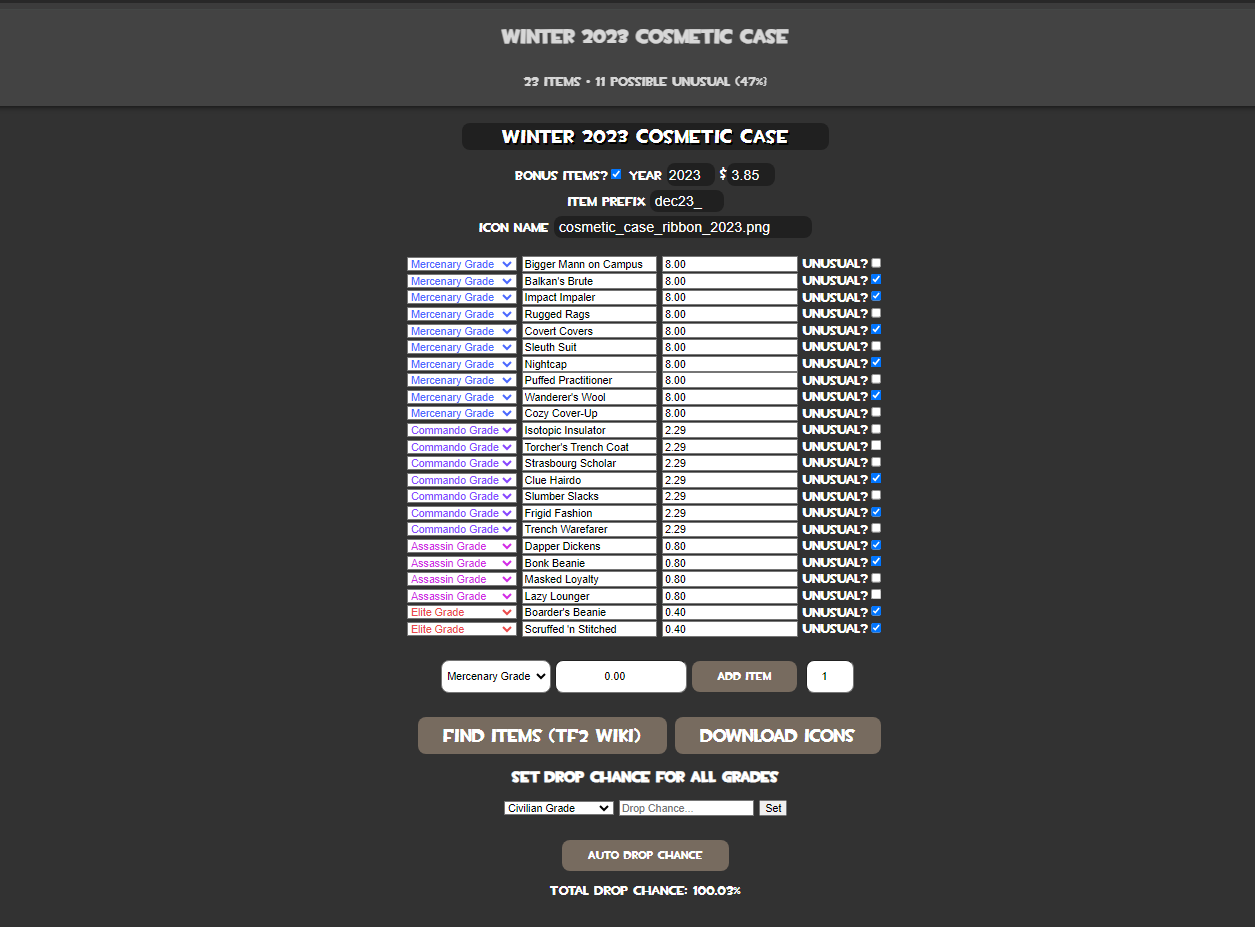 WINTER 2023 COSMETIC CASE
23 ITEMS • 11 POSSIBLE UNUSUAL (47%)
WINTER 2023 COSMETIC CASE
BONUS ITEMS? YEAR 2023 $ 3.85
ITEM PREFIX dec23_
ICON NAME cosmetic_case_ribbon_2023.png
Mercenary Grade Bigger Mann on Campus 8.00 UNUSUAL?
Mercenary Grade Balkan's Brute 8.00 UNUSUAL?
Mercenary Grade Impact Impaler 8.00 UNUSUAL?
Mercenary Grade Rugged Rags 8.00 UNUSUAL?
Mercenary Grade Covert Covers 8.00 UNUSUAL?
Mercenary Grade Sleuth Suit 8.00 UNUSUAL?
Mercenary Grade Nightcap 8.00 UNUSUAL?
Mercenary Grade Puffed Practitioner 8.00 UNUSUAL?
Mercenary Grade Wanderer's Wool 8.00 UNUSUAL?
Mercenary Grade Cozy Cover-Up 8.00 UNUSUAL?
Commando Grade Isotopic Insulator 2.29 UNUSUAL?
Commando Grade Torcher's Trench Coat 2.29 UNUSUAL?
Commando Grade Strasbourg Scholar 2.29 UNUSUAL?
Commando Grade Clue Hairdo 2.29 UNUSUAL?
Commando Grade Slumber Slacks 2.29 UNUSUAL?
Commando Grade Frigid Fashion 2.29 UNUSUAL?
Commando Grade Trench Warefarer 2.29 UNUSUAL?
Assassin Grade Dapper Dickens 0.80 UNUSUAL?
Assassin Grade Bonk Beanie 0.80 UNUSUAL?
Assassin Grade Masked Loyalty 0.80 UNUSUAL?
Assassin Grade Lazy Lounger 0.80 UNUSUAL?
Elite Grade Boarder's Beanie 0.40 UNUSUAL?
Elite Grade Scruffed 'n Stitched 0.40 UNUSUAL?
Mercenary Grade 0.00 ADD ITEM 1
FIND ITEMS (TF2 WIKI) DOWNLOAD ICONS
SET DROP CHANCE FOR ALL GRADES
Civilian Grade Drop Chance... Set
AUTO DROP CHANCE
TOTAL DROP CHANCE: 100.03%